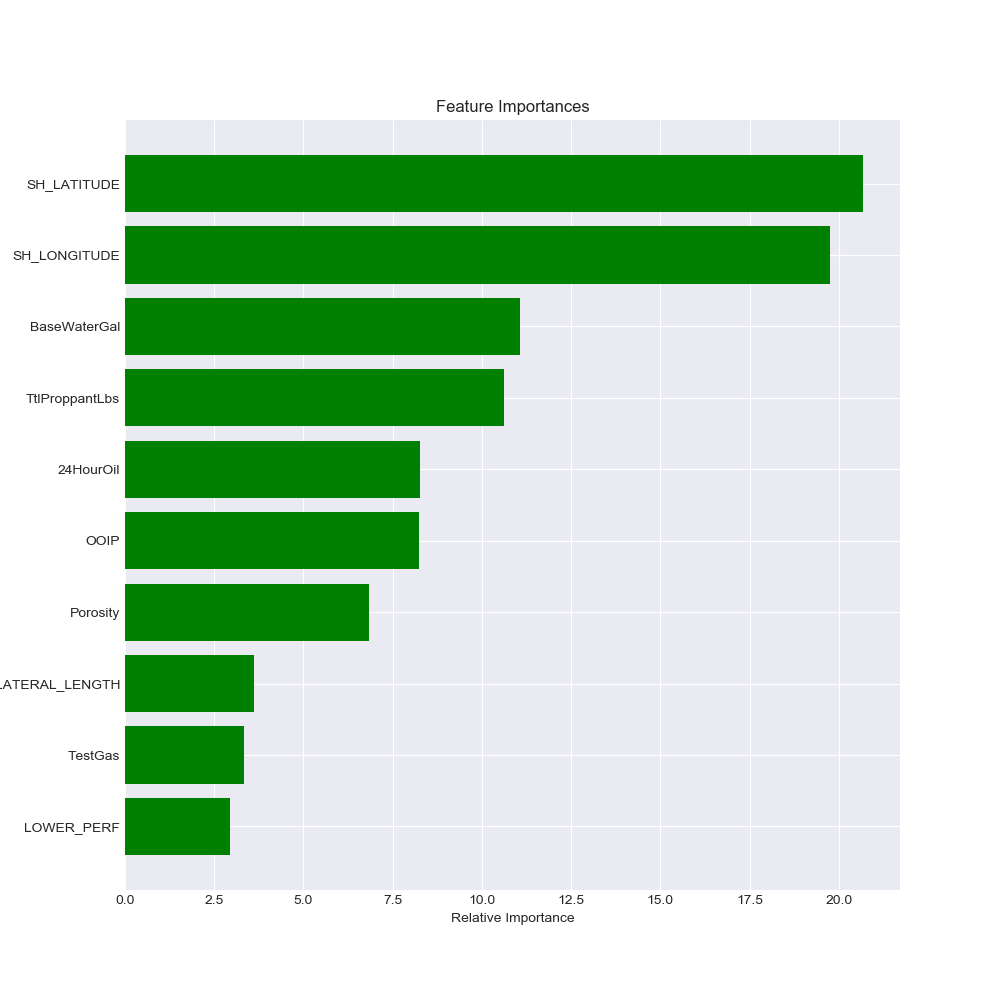 Feature Importances
SH_LATITUDE
SH_LONGITUDE
BaseWaterGal
TtlProppantLbs
24HourOil
OOIP
Porosity
LATERAL_LENGTH
TestGas
LOWER_PERF
0.0 2.5 5.0 7.5 10.0 12.5 15.0 17.5 20.0
Relative Importance